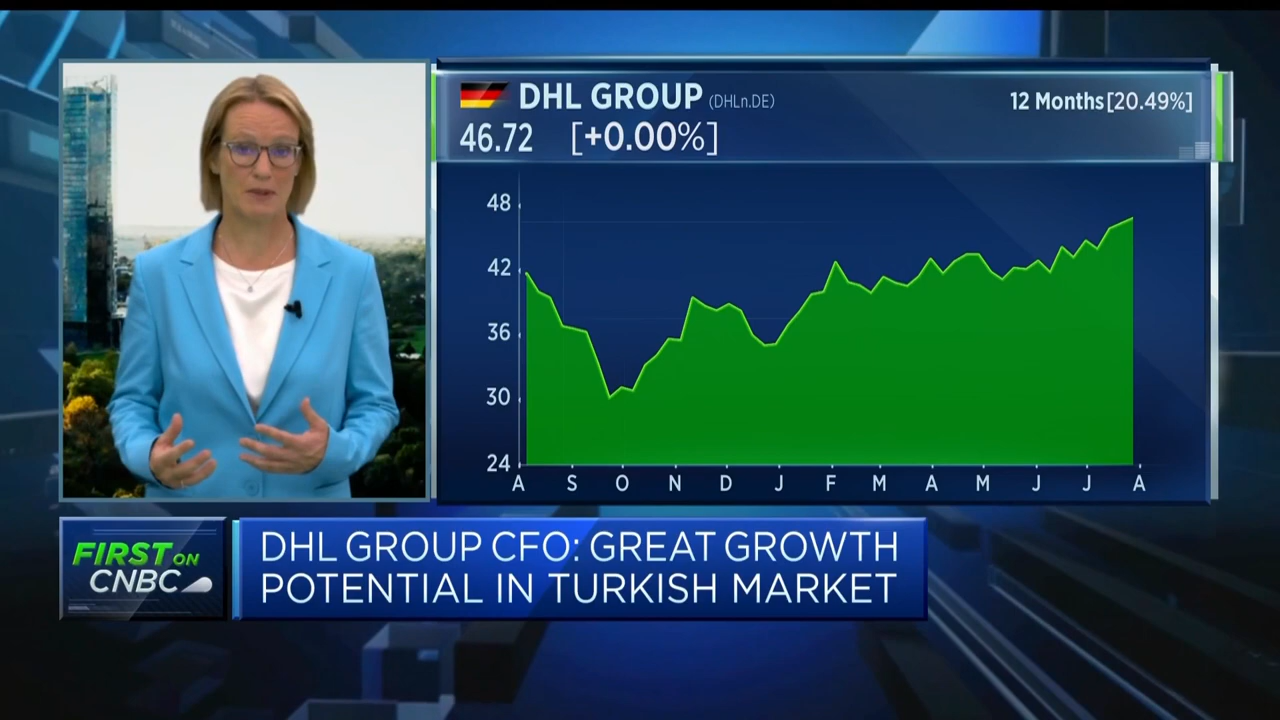 DHL GROUP (DHLn.DE)
46.72 [+0.00%]
12 Months [20.49%]
48
42
36
30
24
A S O N D J F M A M J J A
FIRST ON
CNBC
DHL GROUP CFO: GREAT GROWTH
POTENTIAL IN TURKISH MARKET